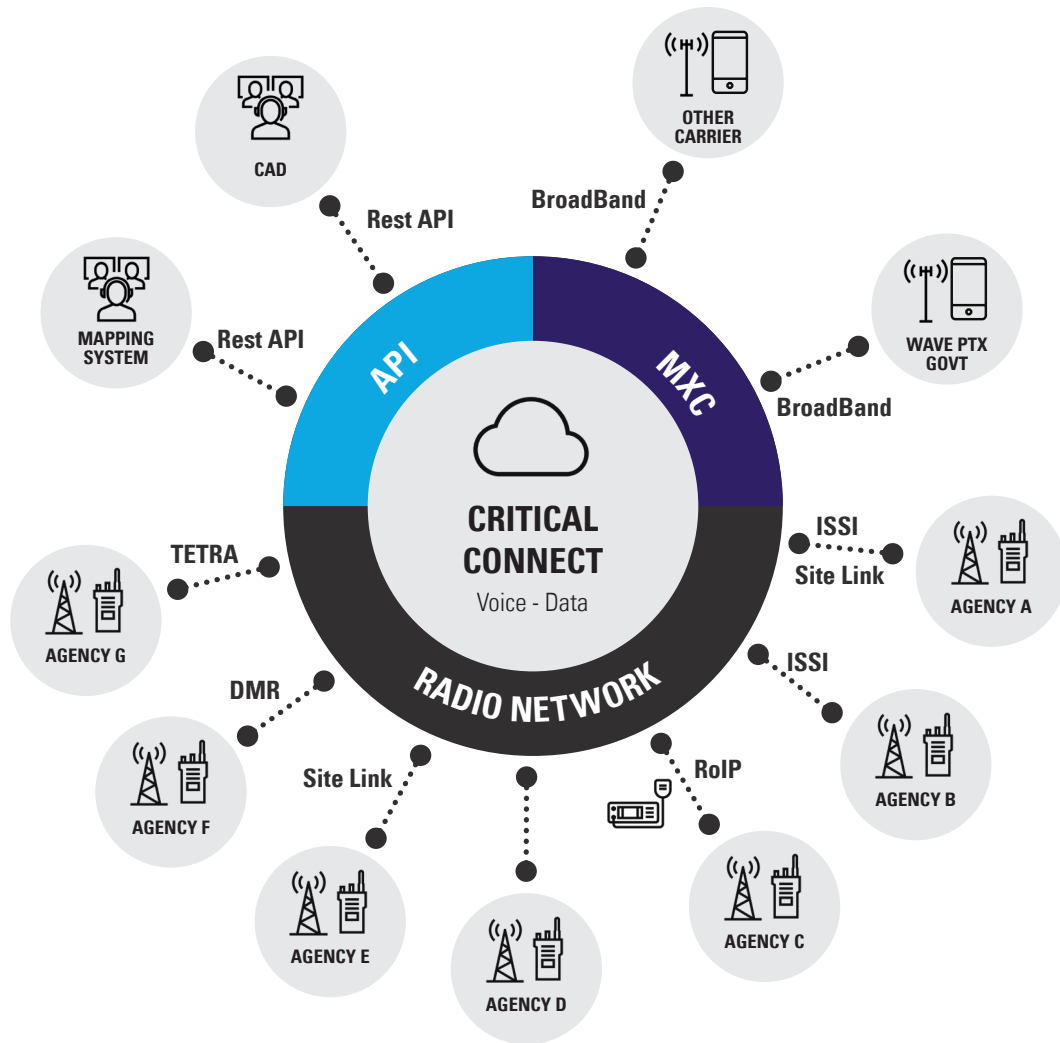 OTHER
CARRIER
CAD
BroadBand
Rest API
MAPPING
SYSTEM
Rest API
WAVE PTX
GOVT
BroadBand
API
MXC
CRITICAL
CONNECT
Voice - Data
RADIO NETWORK
ISSI
Site Link
AGENCY A
TETRA
AGENCY G
ISSI
AGENCY B
DMR
AGENCY F
Site Link
AGENCY E
RoIP
AGENCY C
AGENCY D